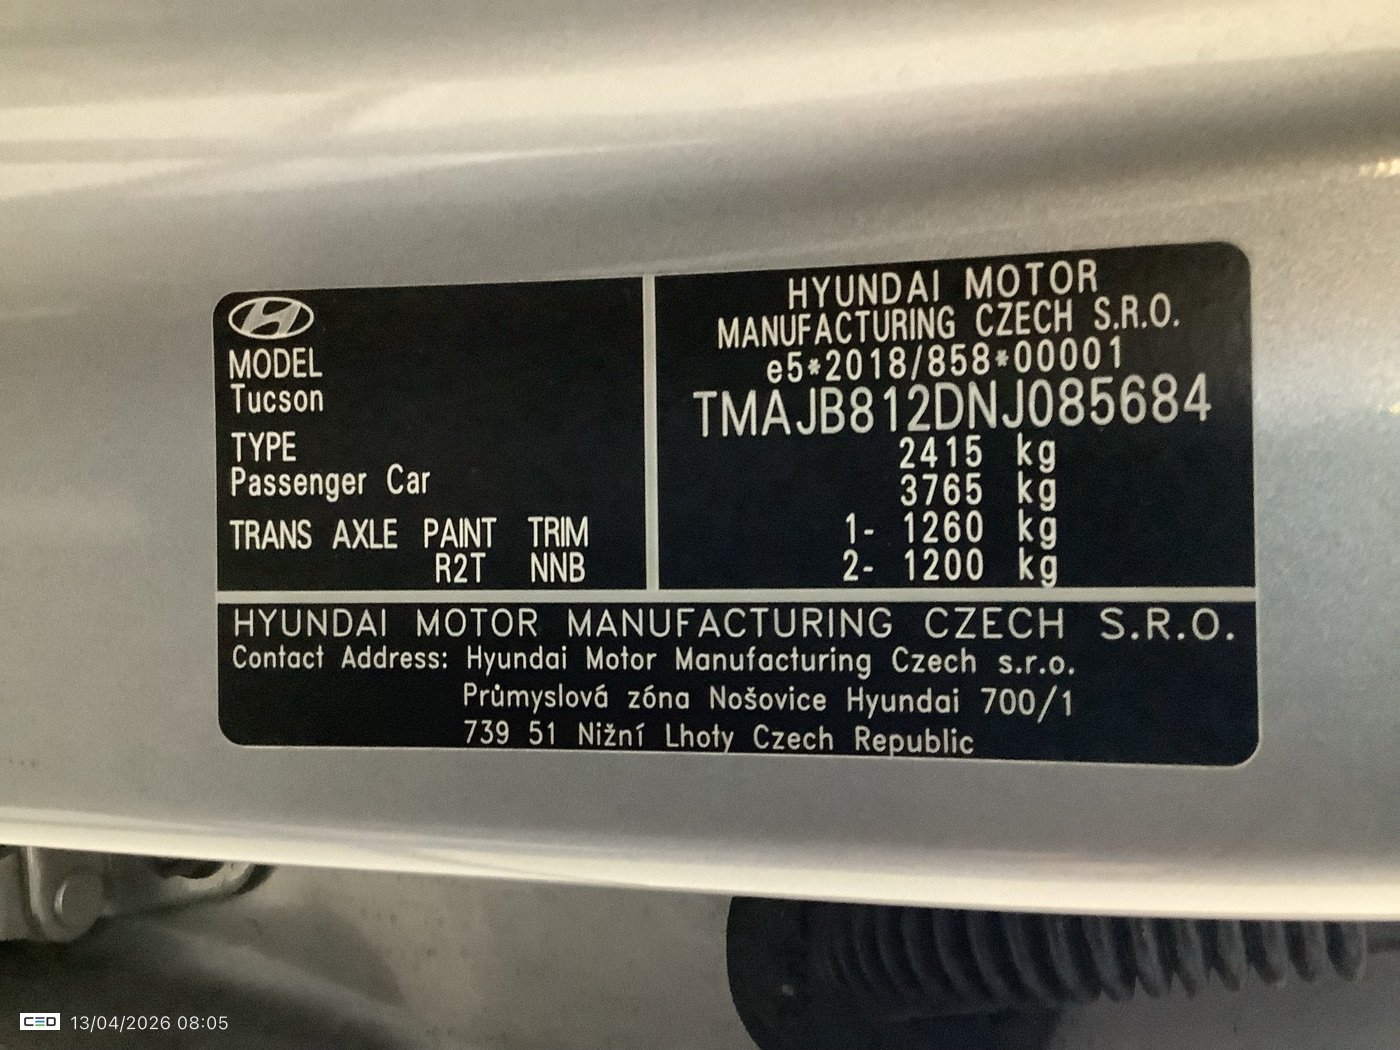 MODEL
Tucson
TYPE
Passenger Car
TRANS AXLE PAINT TRIM
R2T NNB
HYUNDAI MOTOR
MANUFACTURING CZECH S.R.O.
e5*2018/858*00001
TMAJB812DNJ085684
2415 kg
3765 kg
1- 1260 kg
2- 1200 kg
HYUNDAI MOTOR MANUFACTURING CZECH S.R.O.
Contact Address: Hyundai Motor Manufacturing Czech s.r.o.
Průmyslová zóna Nošovice Hyundai 700/1
739 51 Nižní Lhoty Czech Republic
CED 13/04/2026 08:05